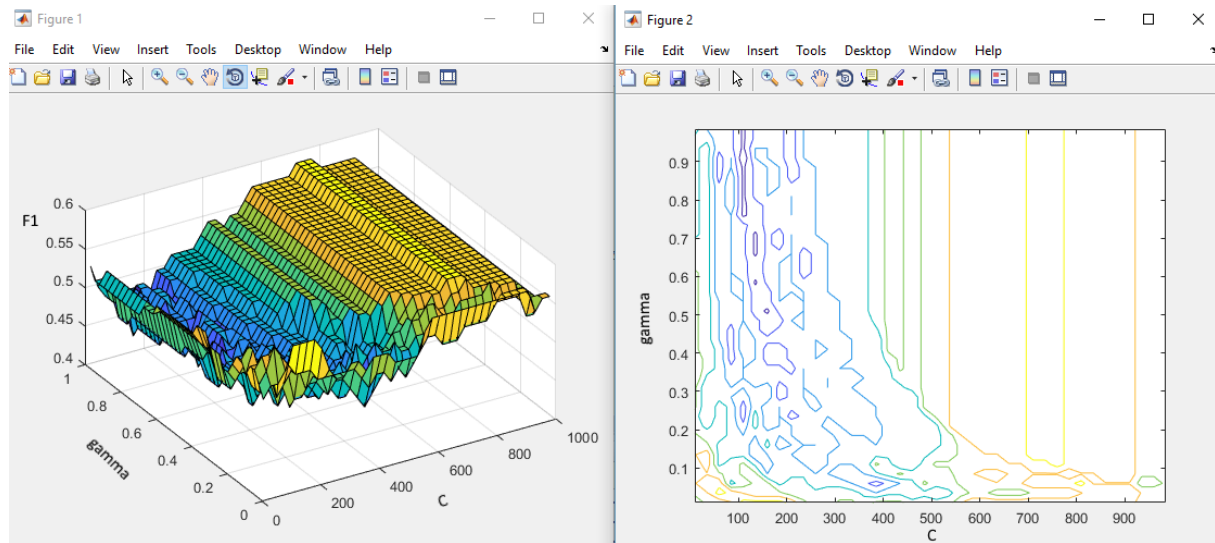 Figure 1
File Edit View Insert Tools Desktop Window Help
F1
0.6
0.55
0.5
0.45
0.4
1
0.8
0.6
0.4
0.2
0
gamma
0
200
400
600
800
1000
C
Figure 2
File Edit View Insert Tools Desktop Window Help
0.9
0.8
0.7
0.6
0.5
0.4
0.3
0.2
0.1
gamma
100 200 300 400 500 600 700 800 900
C